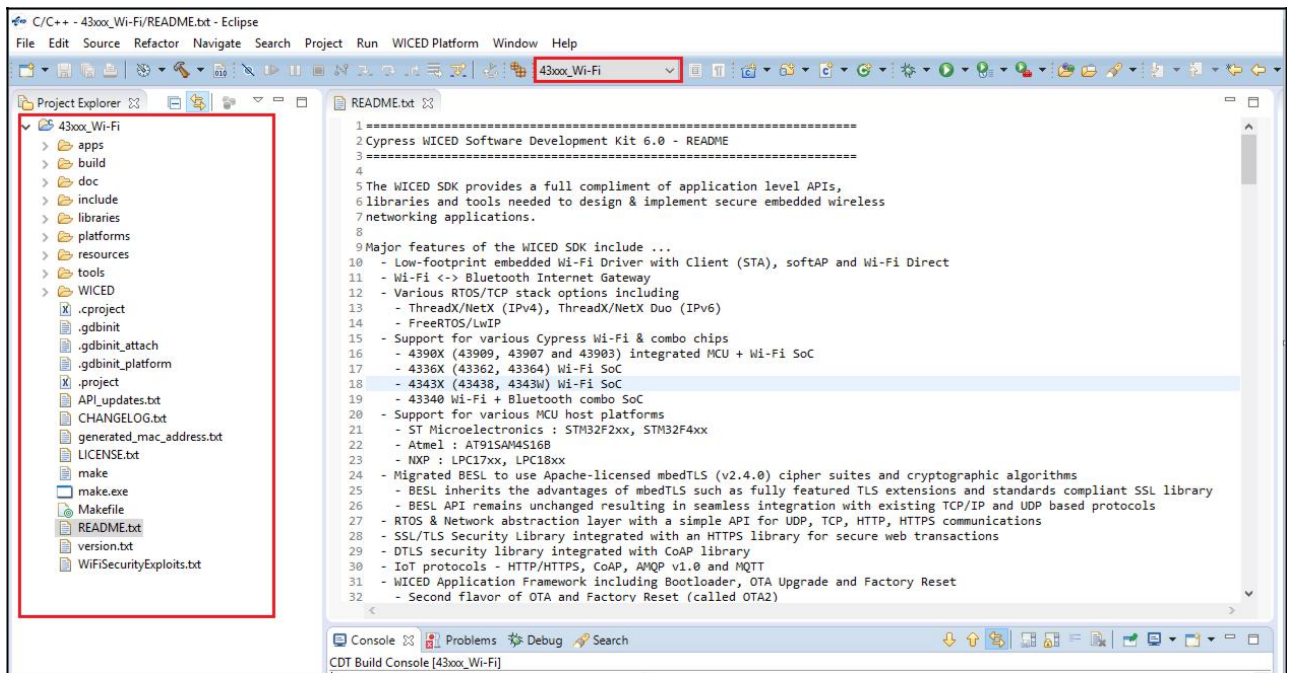 C/C++ - 43xxx_Wi-Fi/README.txt - Eclipse
File Edit Source Refactor Navigate Search Project Run WICED Platform Window Help
43xxx_Wi-Fi
Project Explorer
43xxx_Wi-Fi
apps
build
doc
include
libraries
platforms
resources
tools
WICED
.cproject
.gdbinit
.gdbinit_attach
.gdbinit_platform
.project
API_updates.txt
CHANGELOG.txt
generated_mac_address.txt
LICENSE.txt
make
make.exe
Makefile
README.txt
version.txt
WiFiSecurityExploits.txt
README.txt
1 =====================================================================
2 Cypress WICED Software Development Kit 6.0 - README
3 =====================================================================
4
5 The WICED SDK provides a full compliment of application level APIs,
6 libraries and tools needed to design & implement secure embedded wireless
7 networking applications.
8
9 Major features of the WICED SDK include ...
10 - Low-footprint embedded Wi-Fi Driver with Client (STA), softAP and Wi-Fi Direct
11 - Wi-Fi <-> Bluetooth Internet Gateway
12 - Various RTOS/TCP stack options including
13 - ThreadX/NetX (IPv4), ThreadX/NetX Duo (IPv6)
14 - FreeRTOS/LwIP
15 - Support for various Cypress Wi-Fi & combo chips
16 - 4390X (43909, 43907 and 43903) integrated MCU + Wi-Fi SoC
17 - 4336X (43362, 43364) Wi-Fi SoC
18 - 4343X (43438, 4343W) Wi-Fi SoC
19 - 43340 Wi-Fi + Bluetooth combo SoC
20 - Support for various MCU host platforms
21 - ST Microelectronics : STM32F2xx, STM32F4xx
22 - Atmel : AT91SAM4S16B
23 - NXP : LPC17xx, LPC18xx
24 - Migrated BESL to use Apache-licensed mbedTLS (v2.4.0) cipher suites and cryptographic algorithms
25 - BESL inherits the advantages of mbedTLS such as fully featured TLS extensions and standards compliant SSL library
26 - BESL API remains unchanged resulting in seamless integration with existing TCP/IP and UDP based protocols
27 - RTOS & Network abstraction layer with a simple API for UDP, TCP, HTTP, HTTPS communications
28 - SSL/TLS Security Library integrated with an HTTPS library for secure web transactions
29 - DTLS security library integrated with CoAP library
30 - IoT protocols - HTTP/HTTPS, CoAP, AMQP v1.0 and MQTT
31 - WICED Application Framework including Bootloader, OTA Upgrade and Factory Reset
32 - Second flavor of OTA and Factory Reset (called OTA2)
Console Problems Debug Search
CDT Build Console [43xxx_Wi-Fi]